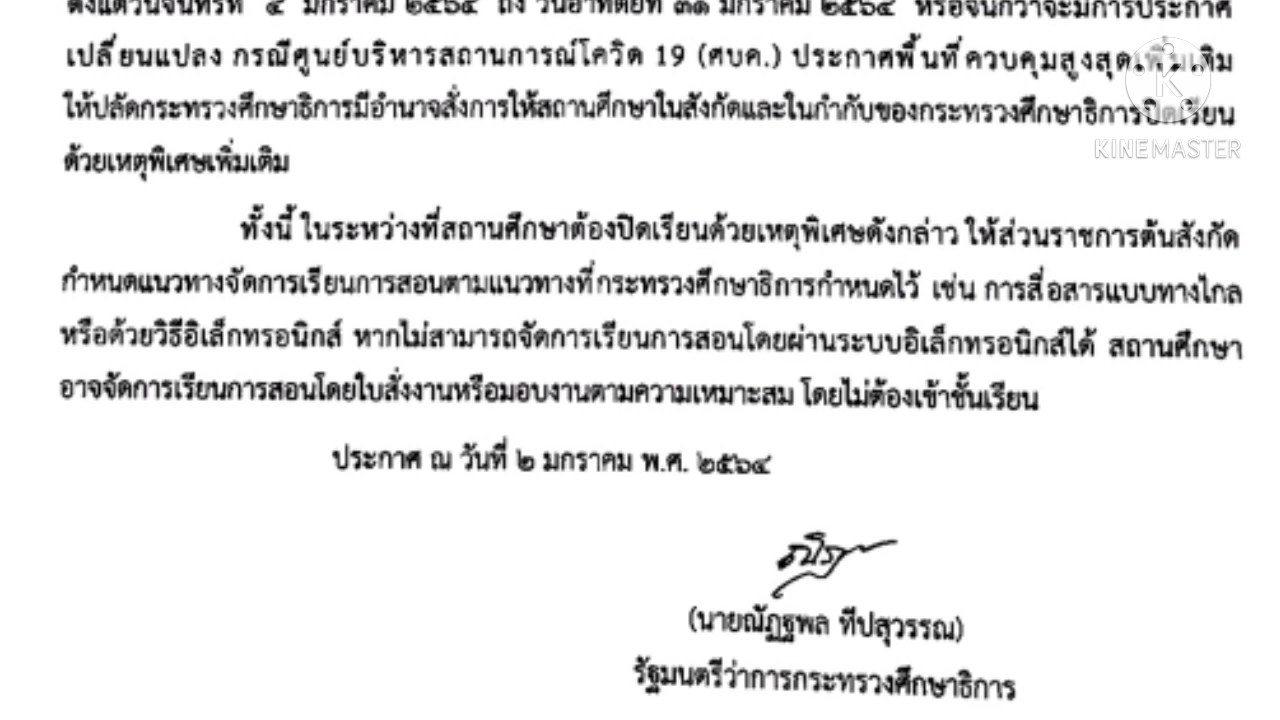 ตั้งแต่วันจันทร์ที่ ๔ มกราคม ๒๕๖๔ ถึง วันอาทิตย์ที่ ๓๑ มกราคม ๒๕๖๔ หรือจนกว่าจะมีการประกาศ
เปลี่ยนแปลง กรณีศูนย์บริหารสถานการณ์โควิด 19 (ศบค.) ประกาศพื้นที่ควบคุมสูงสุดเพิ่มเติม
ให้ปลัดกระทรวงศึกษาธิการมีอำนาจสั่งการให้สถานศึกษาในสังกัดและในกำกับของกระทรวงศึกษาธิการปิดเรียน
ด้วยเหตุพิเศษเพิ่มเติม
KINEMASTER
ทั้งนี้ ในระหว่างที่สถานศึกษาต้องปิดเรียนด้วยเหตุพิเศษดังกล่าว ให้ส่วนราชการต้นสังกัด
กำหนดแนวทางจัดการเรียนการสอนตามแนวทางที่กระทรวงศึกษาธิการกำหนดไว้ เช่น การสื่อสารแบบทางไกล
หรือด้วยวิธีอิเล็กทรอนิกส์ หากไม่สามารถจัดการเรียนการสอนโดยผ่านระบบอิเล็กทรอนิกส์ได้ สถานศึกษา
อาจจัดการเรียนการสอนโดยใบสั่งงานหรือมอบงานตามความเหมาะสม โดยไม่ต้องเข้าชั้นเรียน
ประกาศ ณ วันที่ ๒ มกราคม พ.ศ. ๒๕๖๔
(นายณัฏฐพล ทีปสุวรรณ)
รัฐมนตรีว่าการกระทรวงศึกษาธิการ